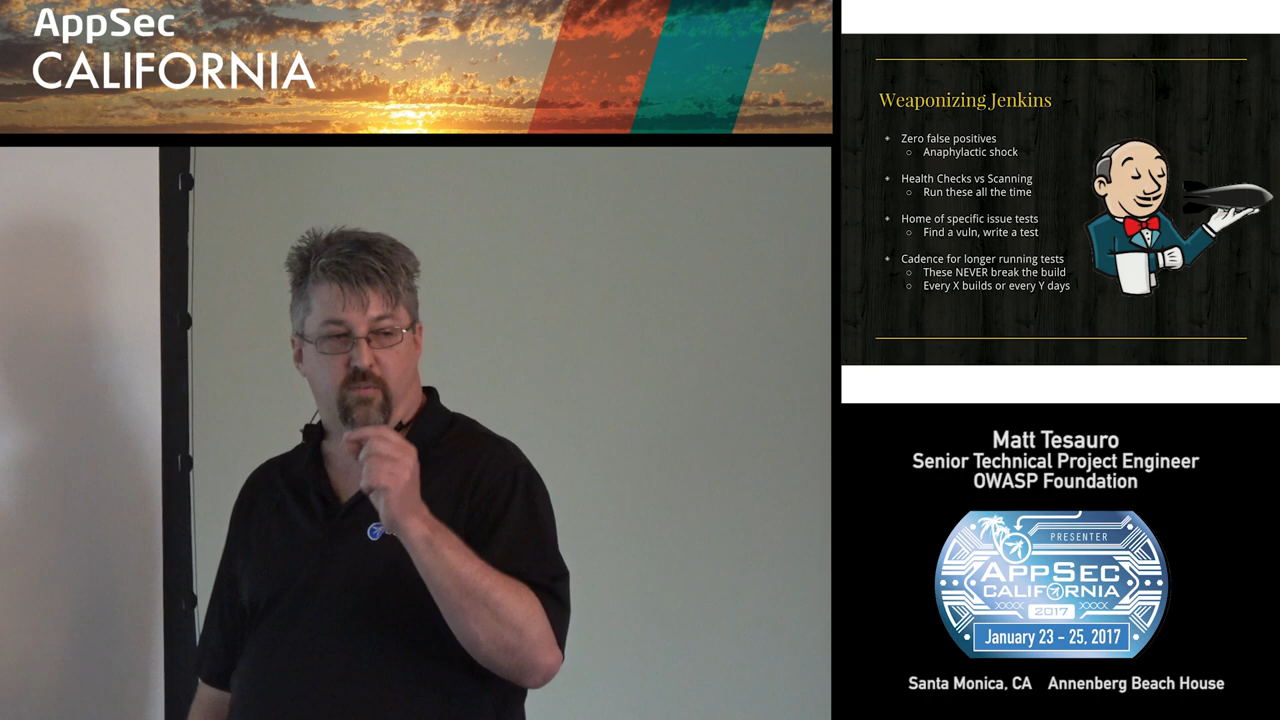 AppSec
CALIFORNIA
Weaponizing Jenkins
Zero false positives
Anaphylactic shock
Health Checks vs Scanning
Run these all the time
Home of specific issue tests
Find a vuln, write a test
Cadence for longer running tests
These NEVER break the build
Every X builds or every Y days
Matt Tesauro
Senior Technical Project Engineer
OWASP Foundation
PRESENTER
APPSEC
CALIFORNIA
XXXX 2017 XXXX
January 23 - 25, 2017
Santa Monica, CA Annenberg Beach House